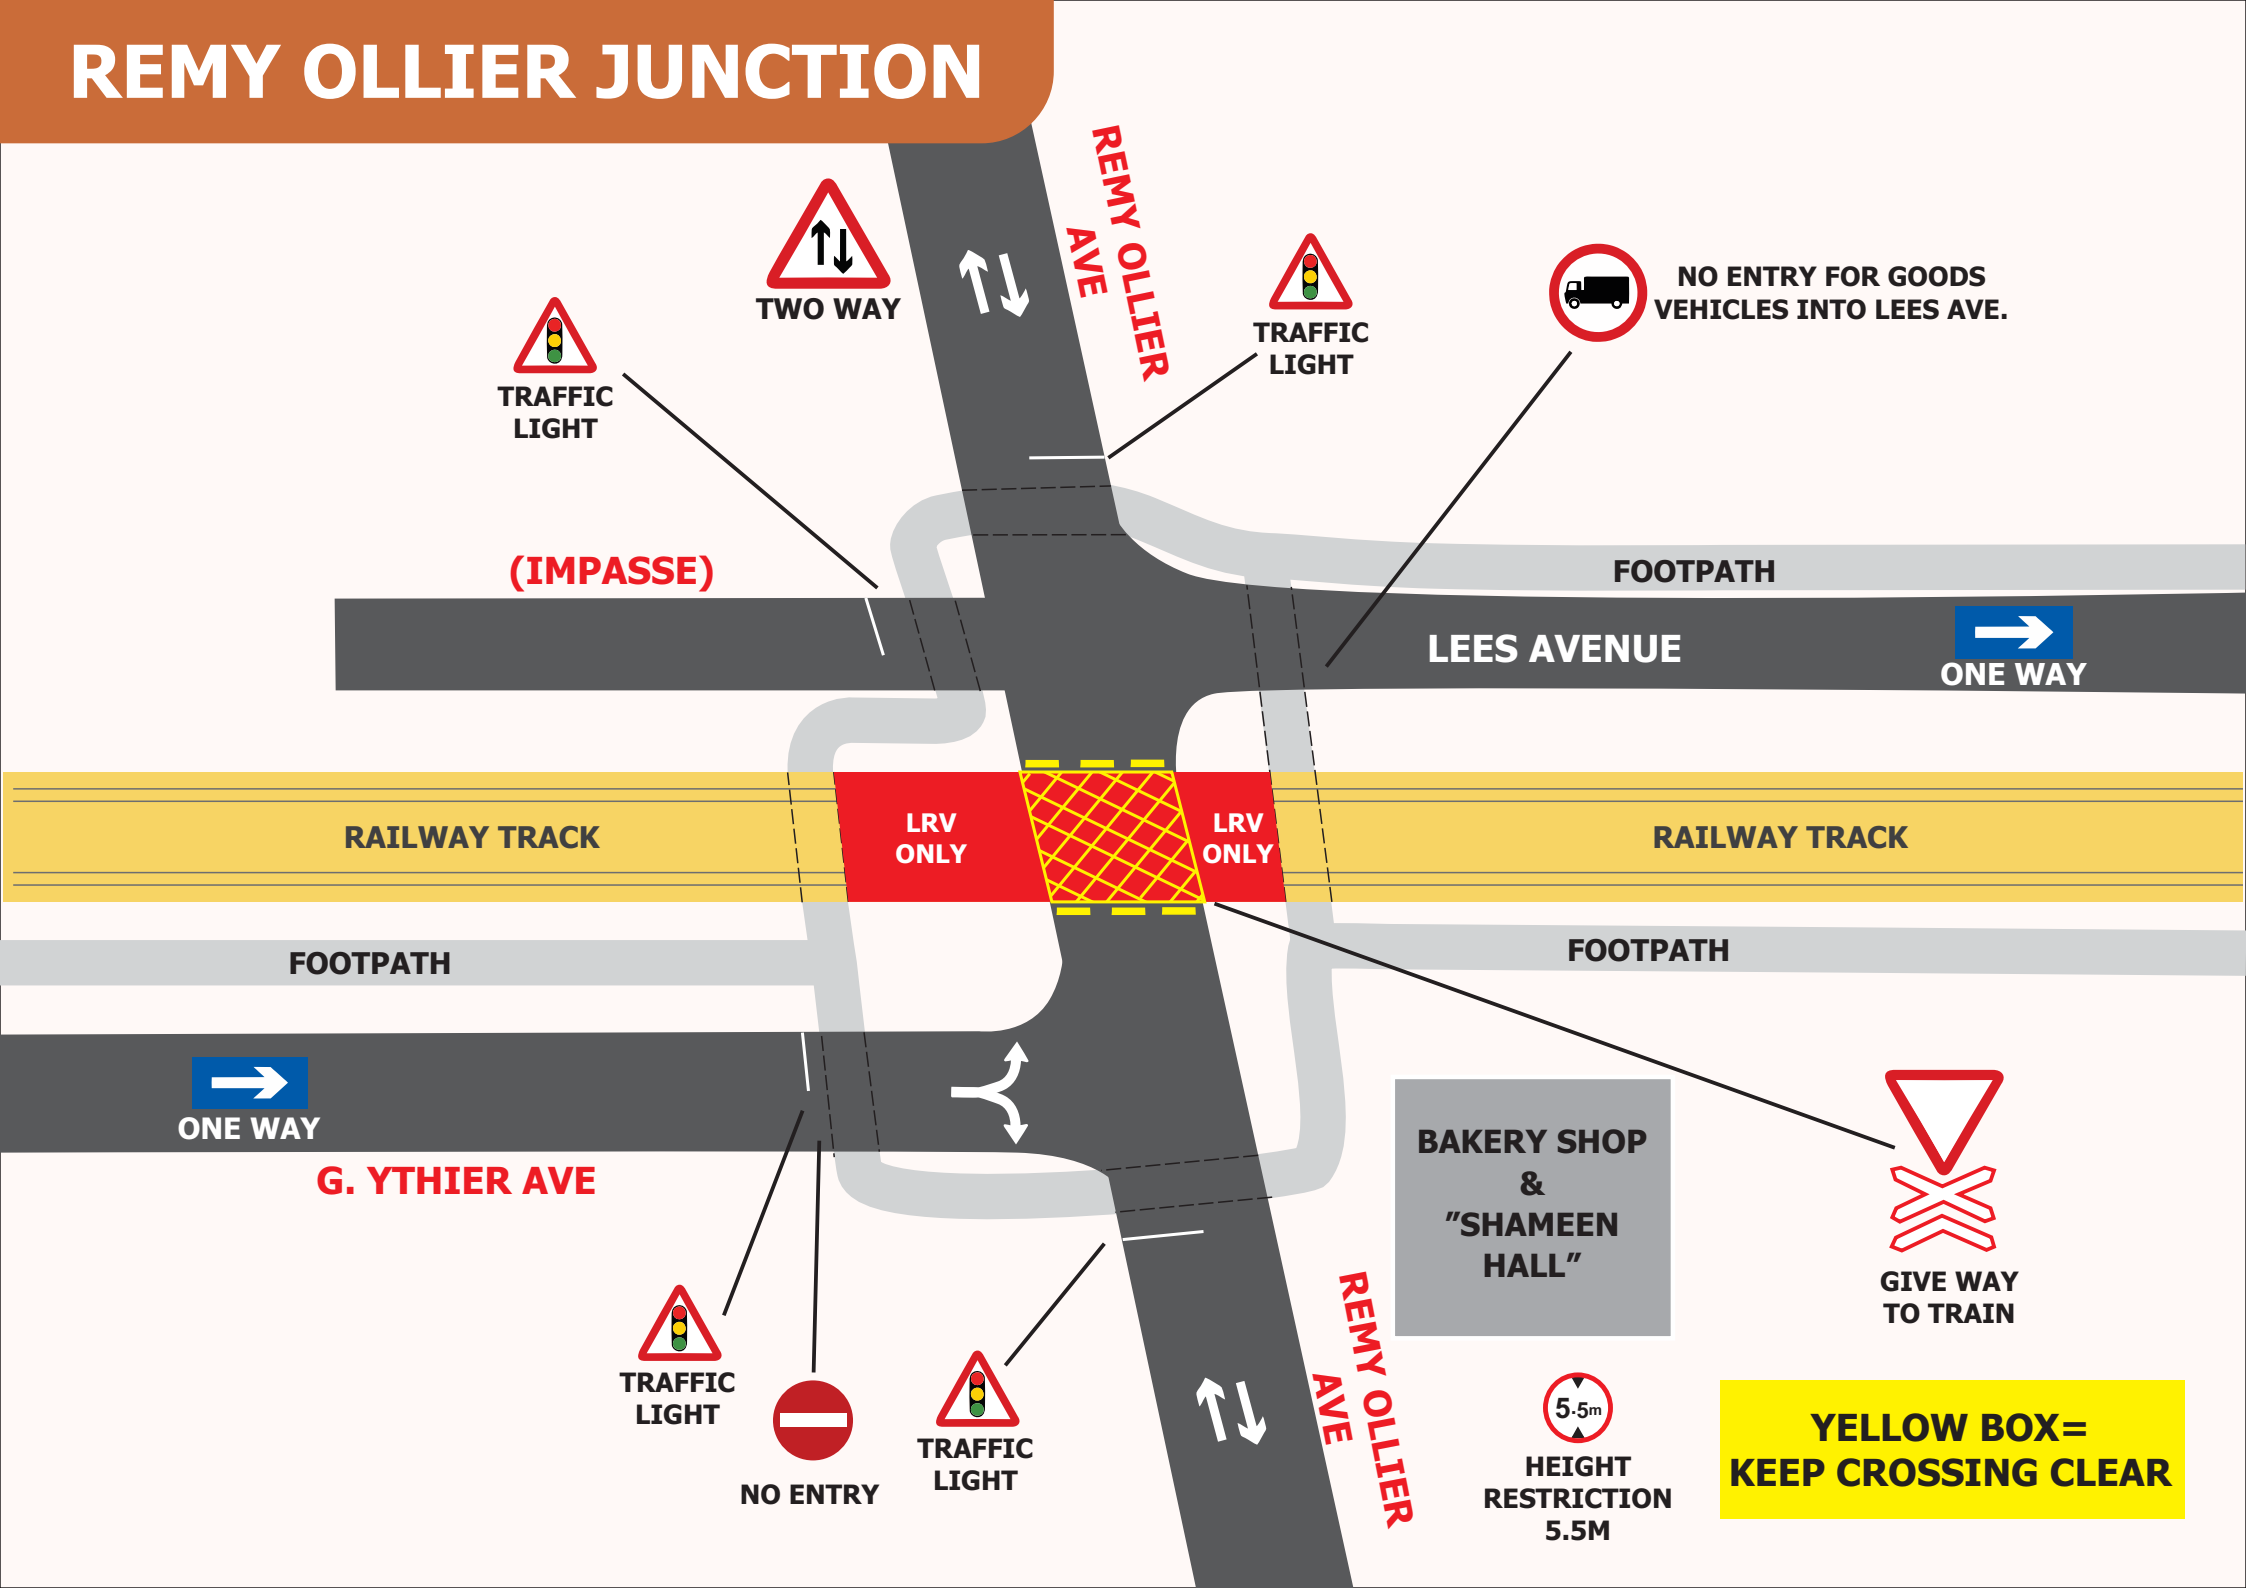 REMY OLLIER JUNCTION
REMY OLLIER
AVE
TWO WAY
TRAFFIC
LIGHT
TRAFFIC
LIGHT
NO ENTRY FOR GOODS
VEHICLES INTO LEES AVE.
(IMPASSE)
FOOTPATH
LEES AVENUE
ONE WAY
RAILWAY TRACK
LRV
ONLY
LRV
ONLY
RAILWAY TRACK
FOOTPATH
FOOTPATH
ONE WAY
G. YTHIER AVE
BAKERY SHOP
&
"SHAMEEN
HALL"
GIVE WAY
TO TRAIN
TRAFFIC
LIGHT
NO ENTRY
TRAFFIC
LIGHT
REMY OLLIER
AVE
5.5m
HEIGHT
RESTRICTION
5.5M
YELLOW BOX=
KEEP CROSSING CLEAR